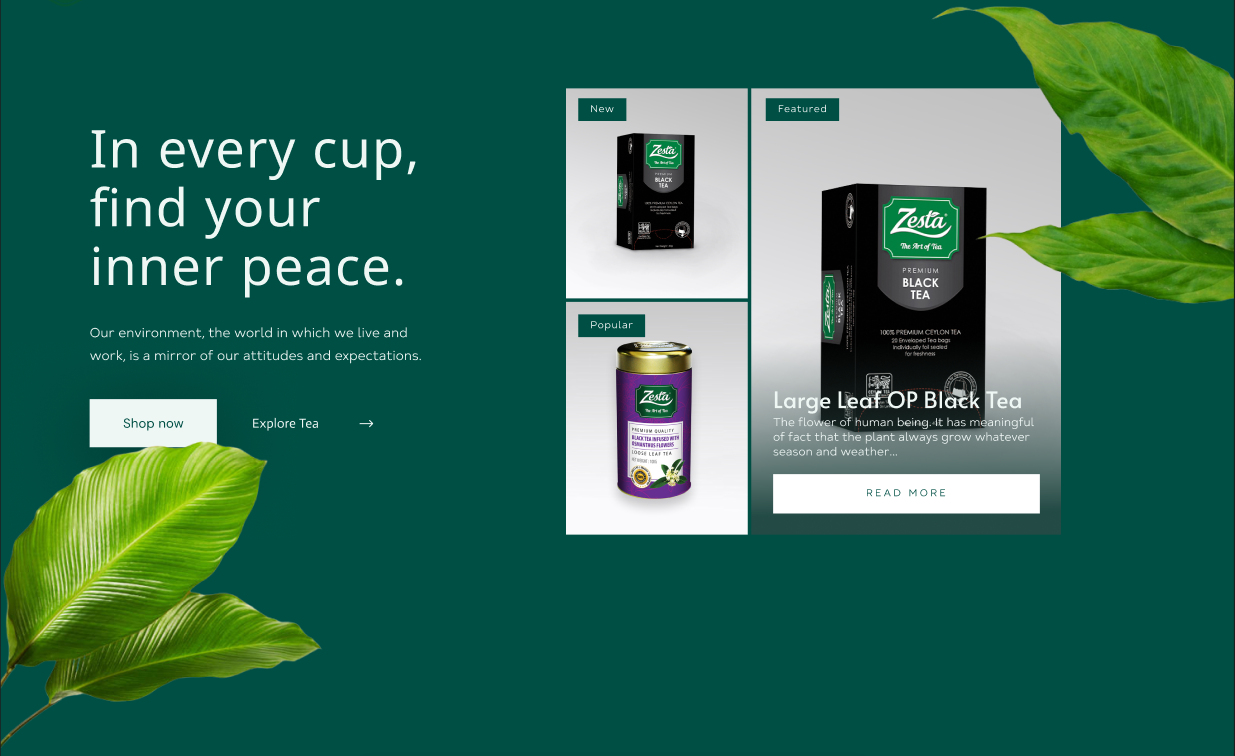 In every cup,
find your
inner peace.
Our environment, the world in which we live and
work, is a mirror of our attitudes and expectations.
Shop now
Explore Tea
New
Zesta
The Art of Tea
PREMIUM
BLACK
TEA
100% PREMIUM CEYLON TEA
Popular
Zesta
The Art of Tea
PREMIUM QUALITY
BLACK TEA INFUSED WITH
OSMANTHUS FLOWERS
LOOSE LEAF TEA
Featured
Zesta
The Art of Tea
PREMIUM
BLACK
TEA
100% PREMIUM CEYLON TEA
20 Enveloped Tea bags
individually foil sealed
for freshness
Large Leaf OP Black Tea
The flower of human being. It has meaningful
of fact that the plant always grow whatever
season and weather...
READ MORE